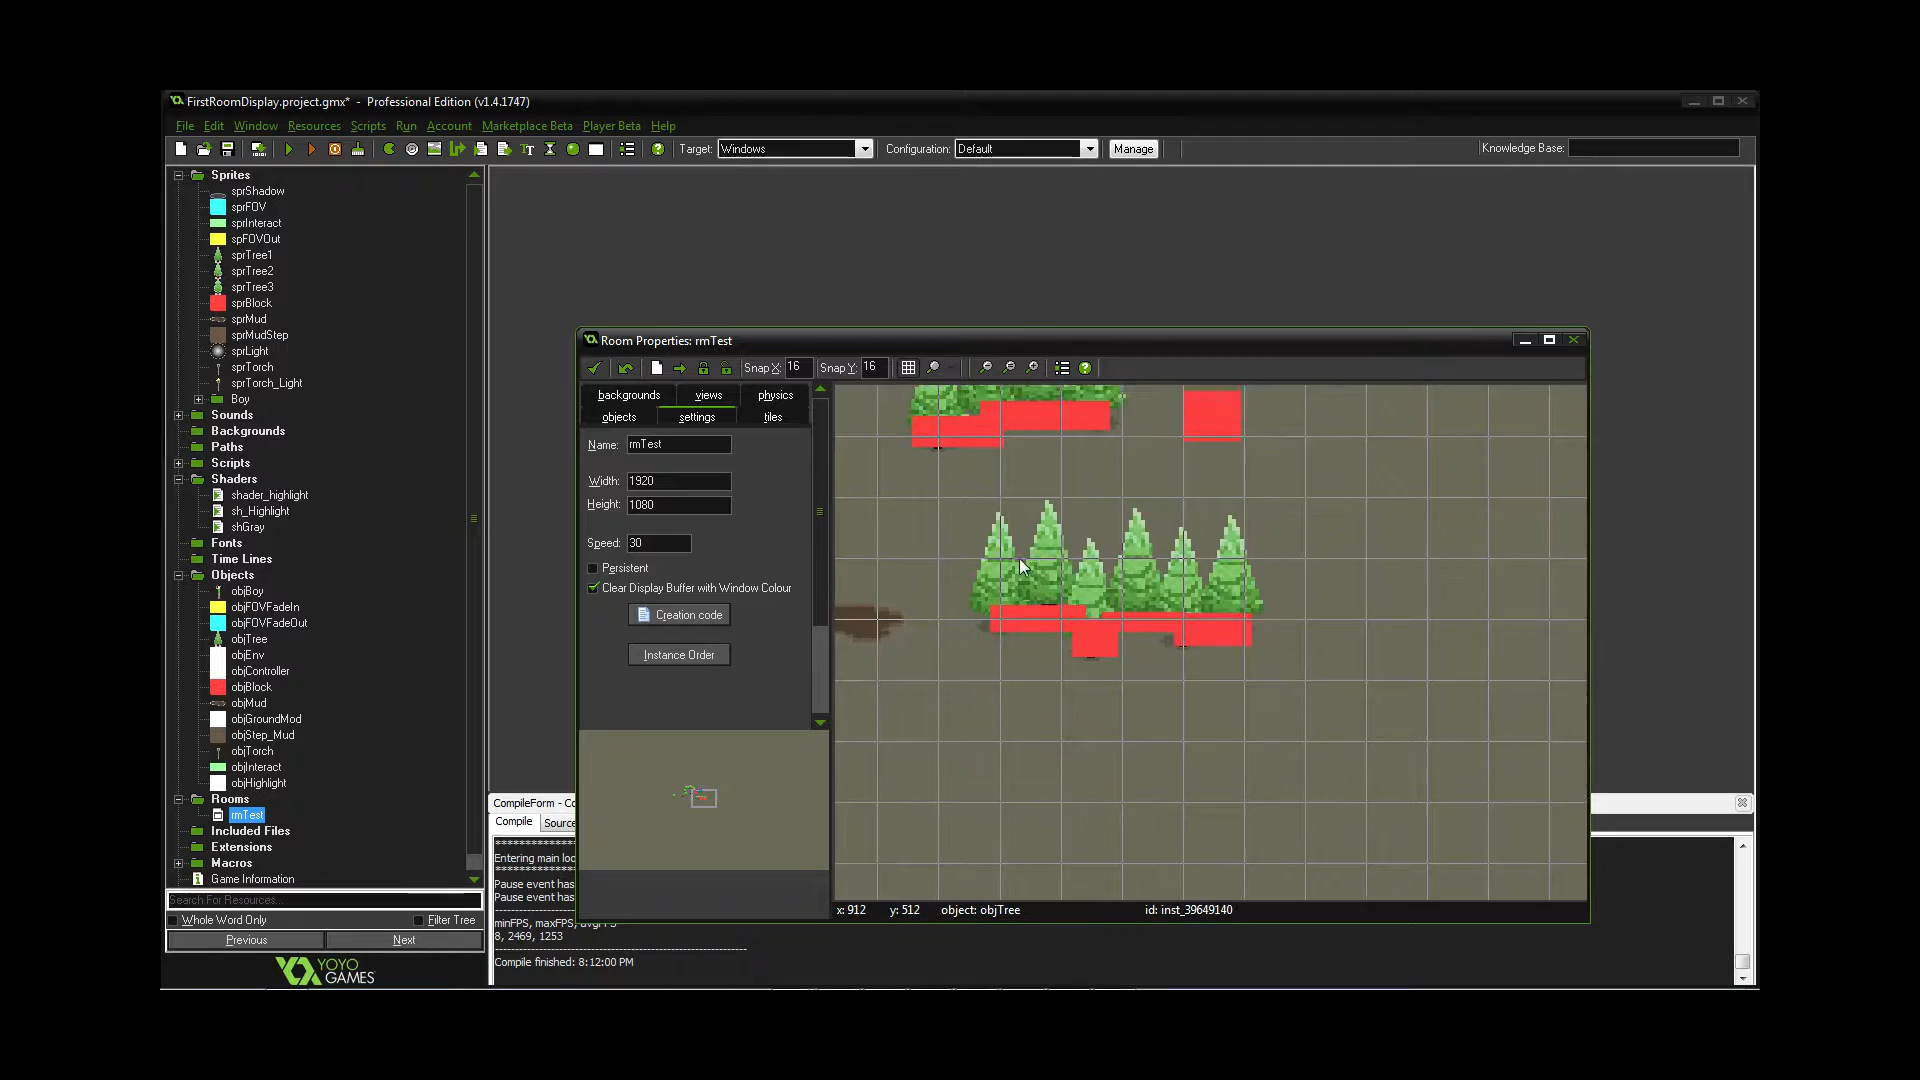 FirstRoomDisplay.project.gmx* - Professional Edition (v1.4.1747)
File Edit Window Resources Scripts Run Account Marketplace Beta Player Beta Help
Target: Windows Configuration: Default Manage Knowledge Base:
Sprites
sprShadow
sprFOV
sprInteract
sprFOVOut
sprTree1
sprTree2
sprTree3
sprBlock
sprMud
sprMudStep
sprLight
sprTorch
sprTorch_Light
Boy
Sounds
Backgrounds
Paths
Scripts
Shaders
shader_highlight
sh_Highlight
shGray
Fonts
Time Lines
Objects
objBoy
objFOVFadeIn
objFOVFadeOut
objTree
objEnv
objController
objBlock
objMud
objGroundMod
objStep_Mud
objTorch
objInteract
objHighlight
Rooms
rmTest
Included Files
Extensions
Macros
Game Information
Search For Resources...
Whole Word Only Filter Tree
Previous Next
YOYO
GAMES
Room Properties: rmTest
Snap X: 16 Snap Y: 16
backgrounds views physics
objects settings tiles
Name: rmTest
Width: 1920
Height: 1080
Speed: 30
Persistent
Clear Display Buffer with Window Colour
Creation code
Instance Order
x: 912 y: 512 object: objTree id: inst_39649140
CompileForm - Co
Compile Source
***************
Entering main loo
***************
Pause event has
Pause event has
minFPS, maxFPS, avgFPS
8, 2469, 1253
Compile finished: 8:12:00 PM